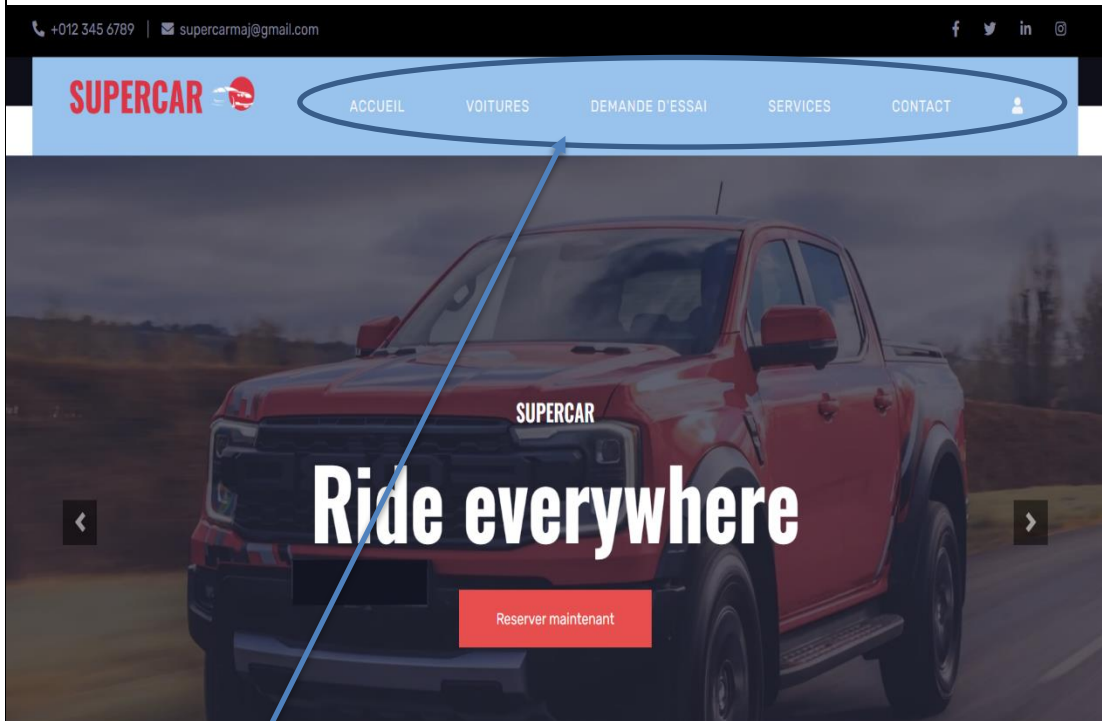 +012 345 6789 | supercarmaj@gmail.com
SUPERCAR
ACCUEIL VOITURES DEMANDE D'ESSAI SERVICES CONTACT
SUPERCAR
Ride everywhere
Reserver maintenant